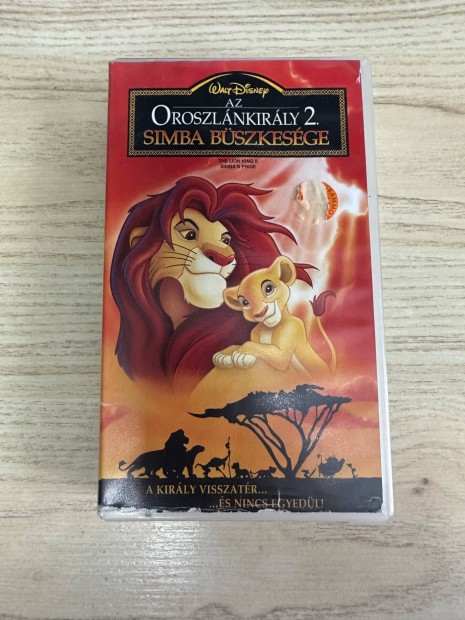 WALT DISNEY
AZ
OROSZLÁNKIRÁLY 2.
SIMBA BÜSZKESÉGE
THE LION KING II
SIMBA'S PRIDE
A KIRÁLY VISSZATÉR...
...ÉS NINCS EGYEDÜL!